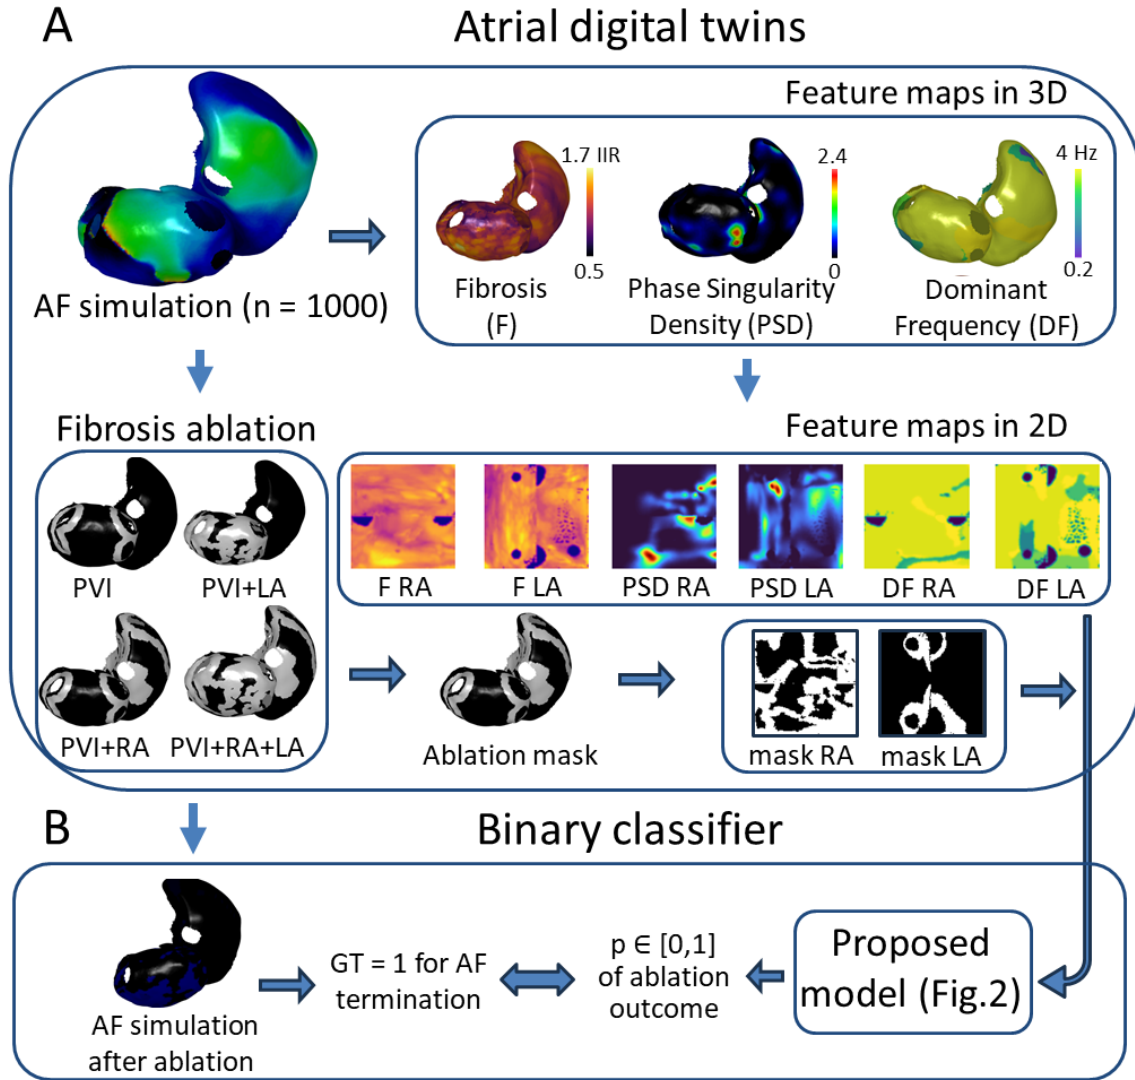 A
Atrial digital twins
Feature maps in 3D
1.7 IIR
0.5
Fibrosis
(F)
2.4
0
Phase Singularity
Density (PSD)
4 Hz
0.2
Dominant
Frequency (DF)
AF simulation (n = 1000)
Fibrosis ablation
PVI
PVI+LA
PVI+RA
PVI+RA+LA
Feature maps in 2D
F RA
F LA
PSD RA
PSD LA
DF RA
DF LA
Ablation mask
mask RA
mask LA
B
Binary classifier
AF simulation
after ablation
GT = 1 for AF
termination
p ∈ [0,1]
of ablation
outcome
Proposed
model (Fig.2)